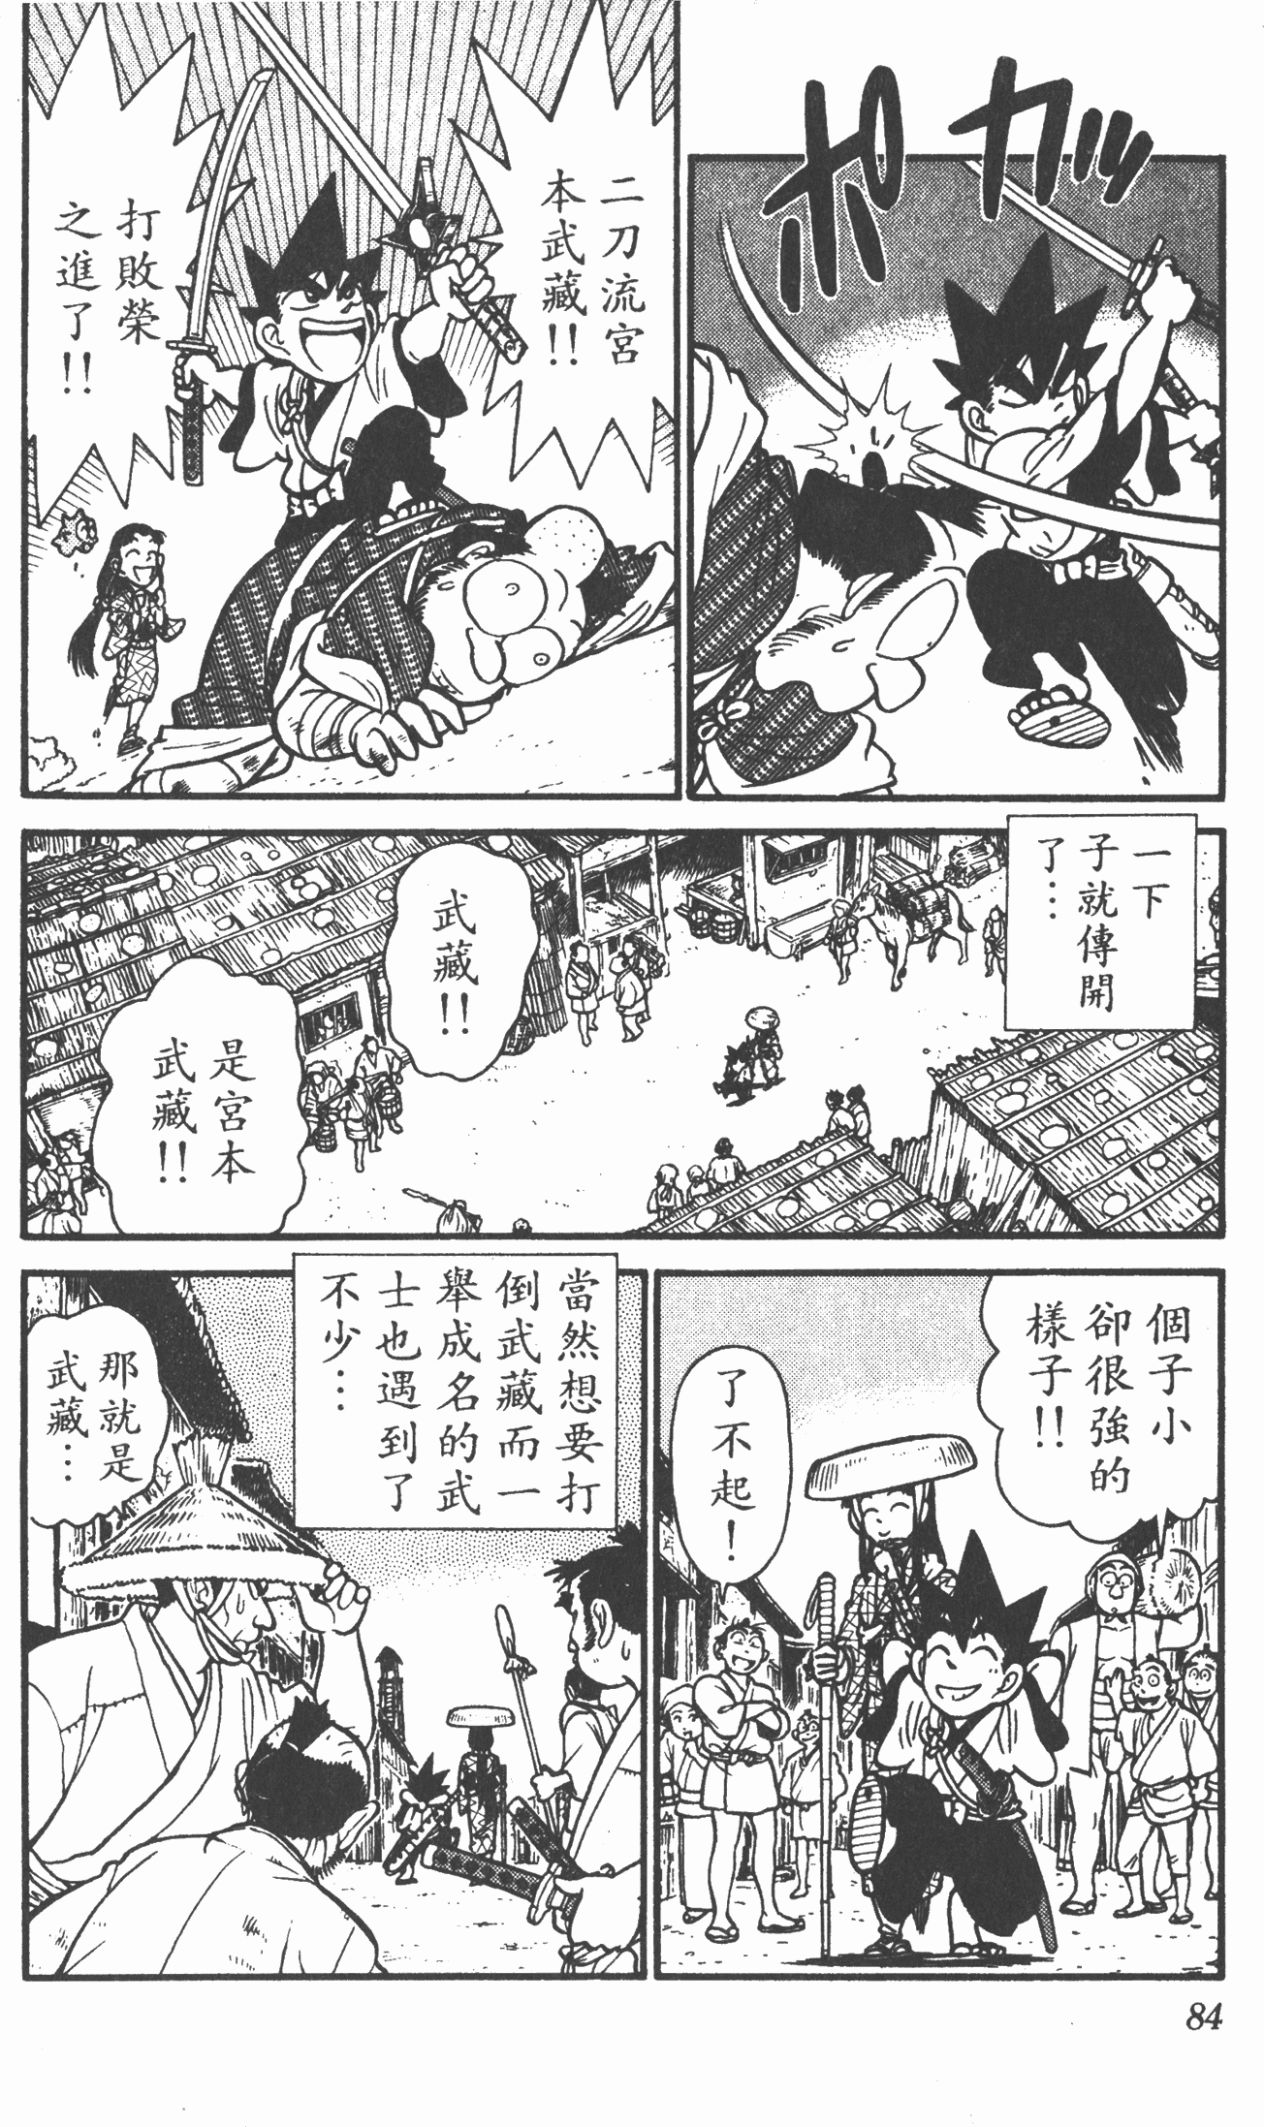 ポカッ
二刀流宮
本武藏!!
打敗榮
之進了!!
一下
子就傳開
了…
武藏!!
是宮本
武藏!!
個子小
卻很強的
樣子!!
了不起!
當然想要打
倒武藏而一
舉成名的武
士也遇到了
不少…
那就是
武藏…
84